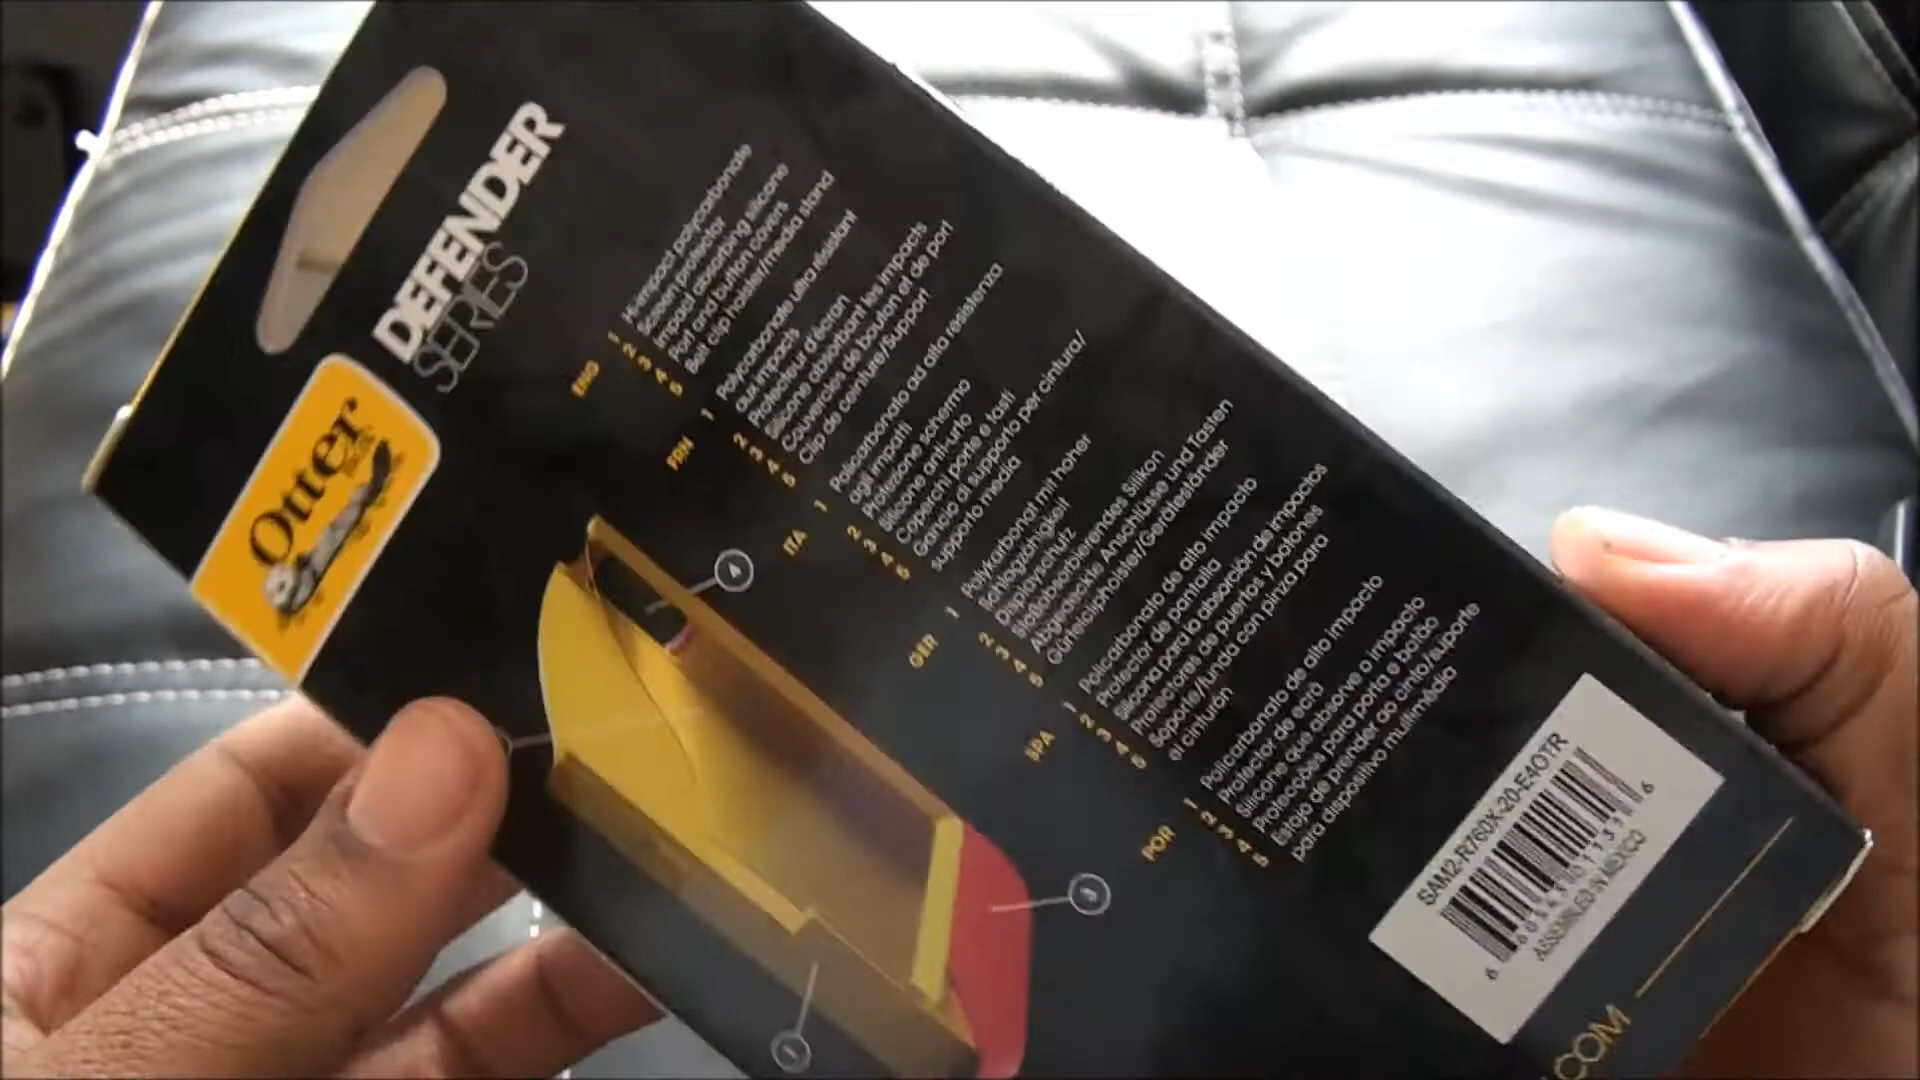 DEFENDER
SERIES
Otter
BOX
ENG
1 Hi-impact polycarbonate
2 Screen protector
3 Impact absorbing silicone
4 Port and button covers
5 Belt clip holster/media stand
FRN
1 Polycarbonate ultra résistant
aux impacts
2 Protecteur d'écran
3 Silicone absorbant les impacts
4 Couvercles de bouton et de port
5 Clip de ceinture/Support
ITA
1 Policarbonato ad alta resistenza
agli impatti
2 Protezione schermo
3 Silicone anti-urto
4 Coperchi porte e tasti
5 Gancio di supporto per cintura/
supporto media
GER
1 Polykarbonat mit hoher
Schlagzähigkeit
2 Displayschutz
3 Stoßabsorbierendes Silikon
4 Abgedeckte Anschlüsse und Tasten
5 Gürtelclipholster/Geräteständer
SPA
1 Policarbonato de alto impacto
2 Protector de pantalla
3 Silicona para la absorción de impactos
4 Protectores de puertos y botones
5 Soporte/funda con pinza para
el cinturón
POR
1 Policarbonato de alto impacto
2 Protector de ecrã
3 Silicone que absorve o impacto
4 Protecções para porta e botão
5 Estojo de prender ao cinto/suporte
para dispositivo multimédia
4
3
1
SAM2-R760X-20-E4OTR
ASSEMBLED IN MEXICO
.COM